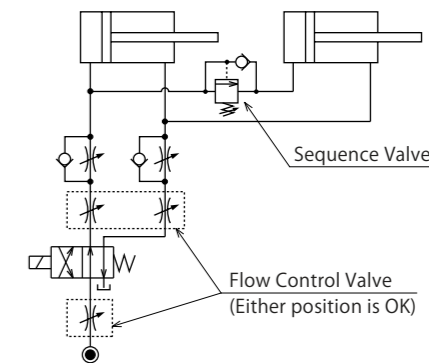 Sequence Valve
Flow Control Valve
(Either position is OK)